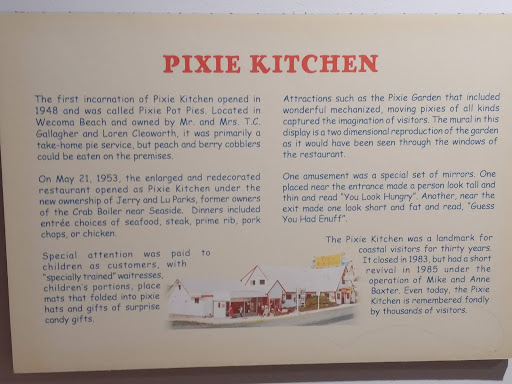 PIXIE KITCHEN
The first incarnation of Pixie Kitchen opened in
1948 and was called Pixie Pot Pies. Located in
Wecoma Beach and owned by Mr. and Mrs. T.C.
Gallagher and Loren Cleoworth, it was primarily a
take-home pie service, but peach and berry cobblers
could be eaten on the premises.
On May 21, 1953, the enlarged and redecorated
restaurant opened as Pixie Kitchen under the
new ownership of Jerry and Lu Parks, former owners
of the Crab Boiler near Seaside. Dinners included
entrée choices of seafood, steak, prime rib, pork
chops, or chicken.
Special attention was paid to
children as customers, with
"specially trained" waitresses,
children's portions, place
mats that folded into pixie
hats and gifts of surprise
candy gifts.
Attractions such as the Pixie Garden that included
wonderful mechanized, moving pixies of all kinds
captured the imagination of visitors. The mural in this
display is a two dimensional reproduction of the garden
as it would have been seen through the windows of
the restaurant.
One amusement was a special set of mirrors. One
placed near the entrance made a person look tall and
thin and read "You Look Hungry". Another, near the
exit made one look short and fat and read, "Guess
You Had Enuff".
The Pixie Kitchen was a landmark for
coastal visitors for thirty years.
It closed in 1983, but had a short
revival in 1985 under the
operation of Mike and Anne
Baxter. Even today, the Pixie
Kitchen is remembered fondly
by thousands of visitors.